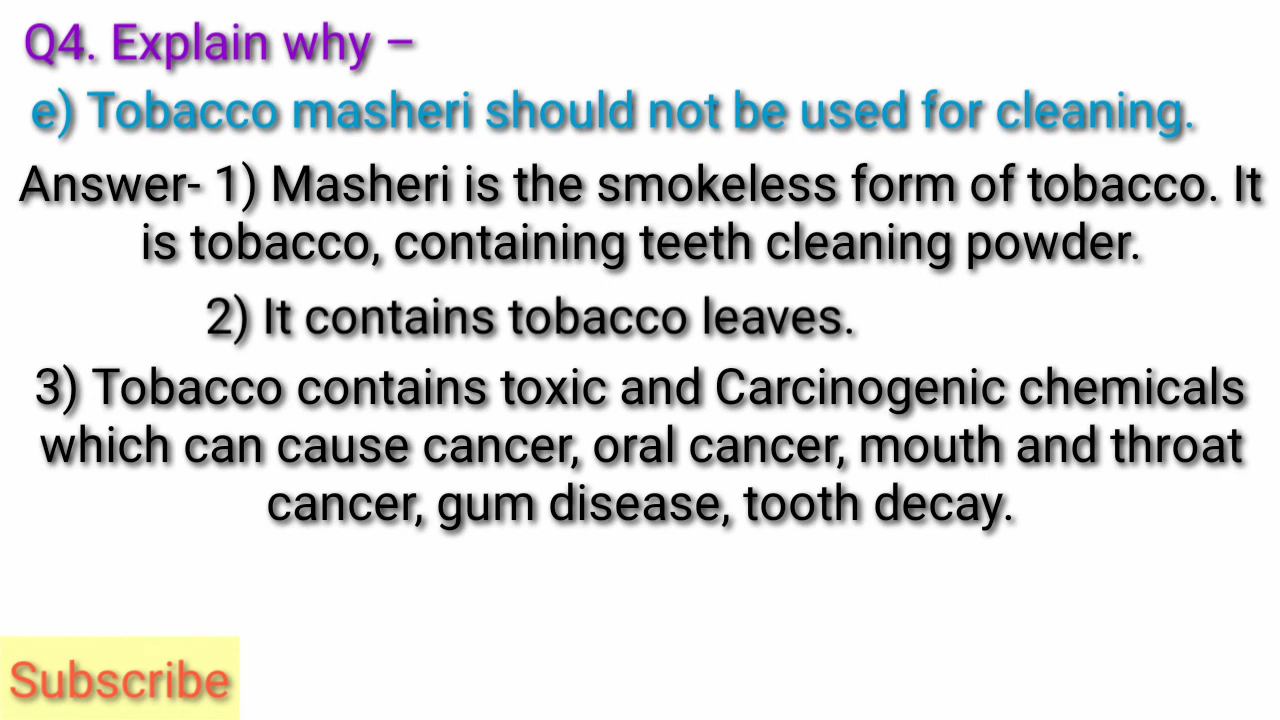 Q4. Explain why –
e) Tobacco masheri should not be used for cleaning.
Answer- 1) Masheri is the smokeless form of tobacco. It
is tobacco, containing teeth cleaning powder.
2) It contains tobacco leaves.
3) Tobacco contains toxic and Carcinogenic chemicals
which can cause cancer, oral cancer, mouth and throat
cancer, gum disease, tooth decay.
Subscribe